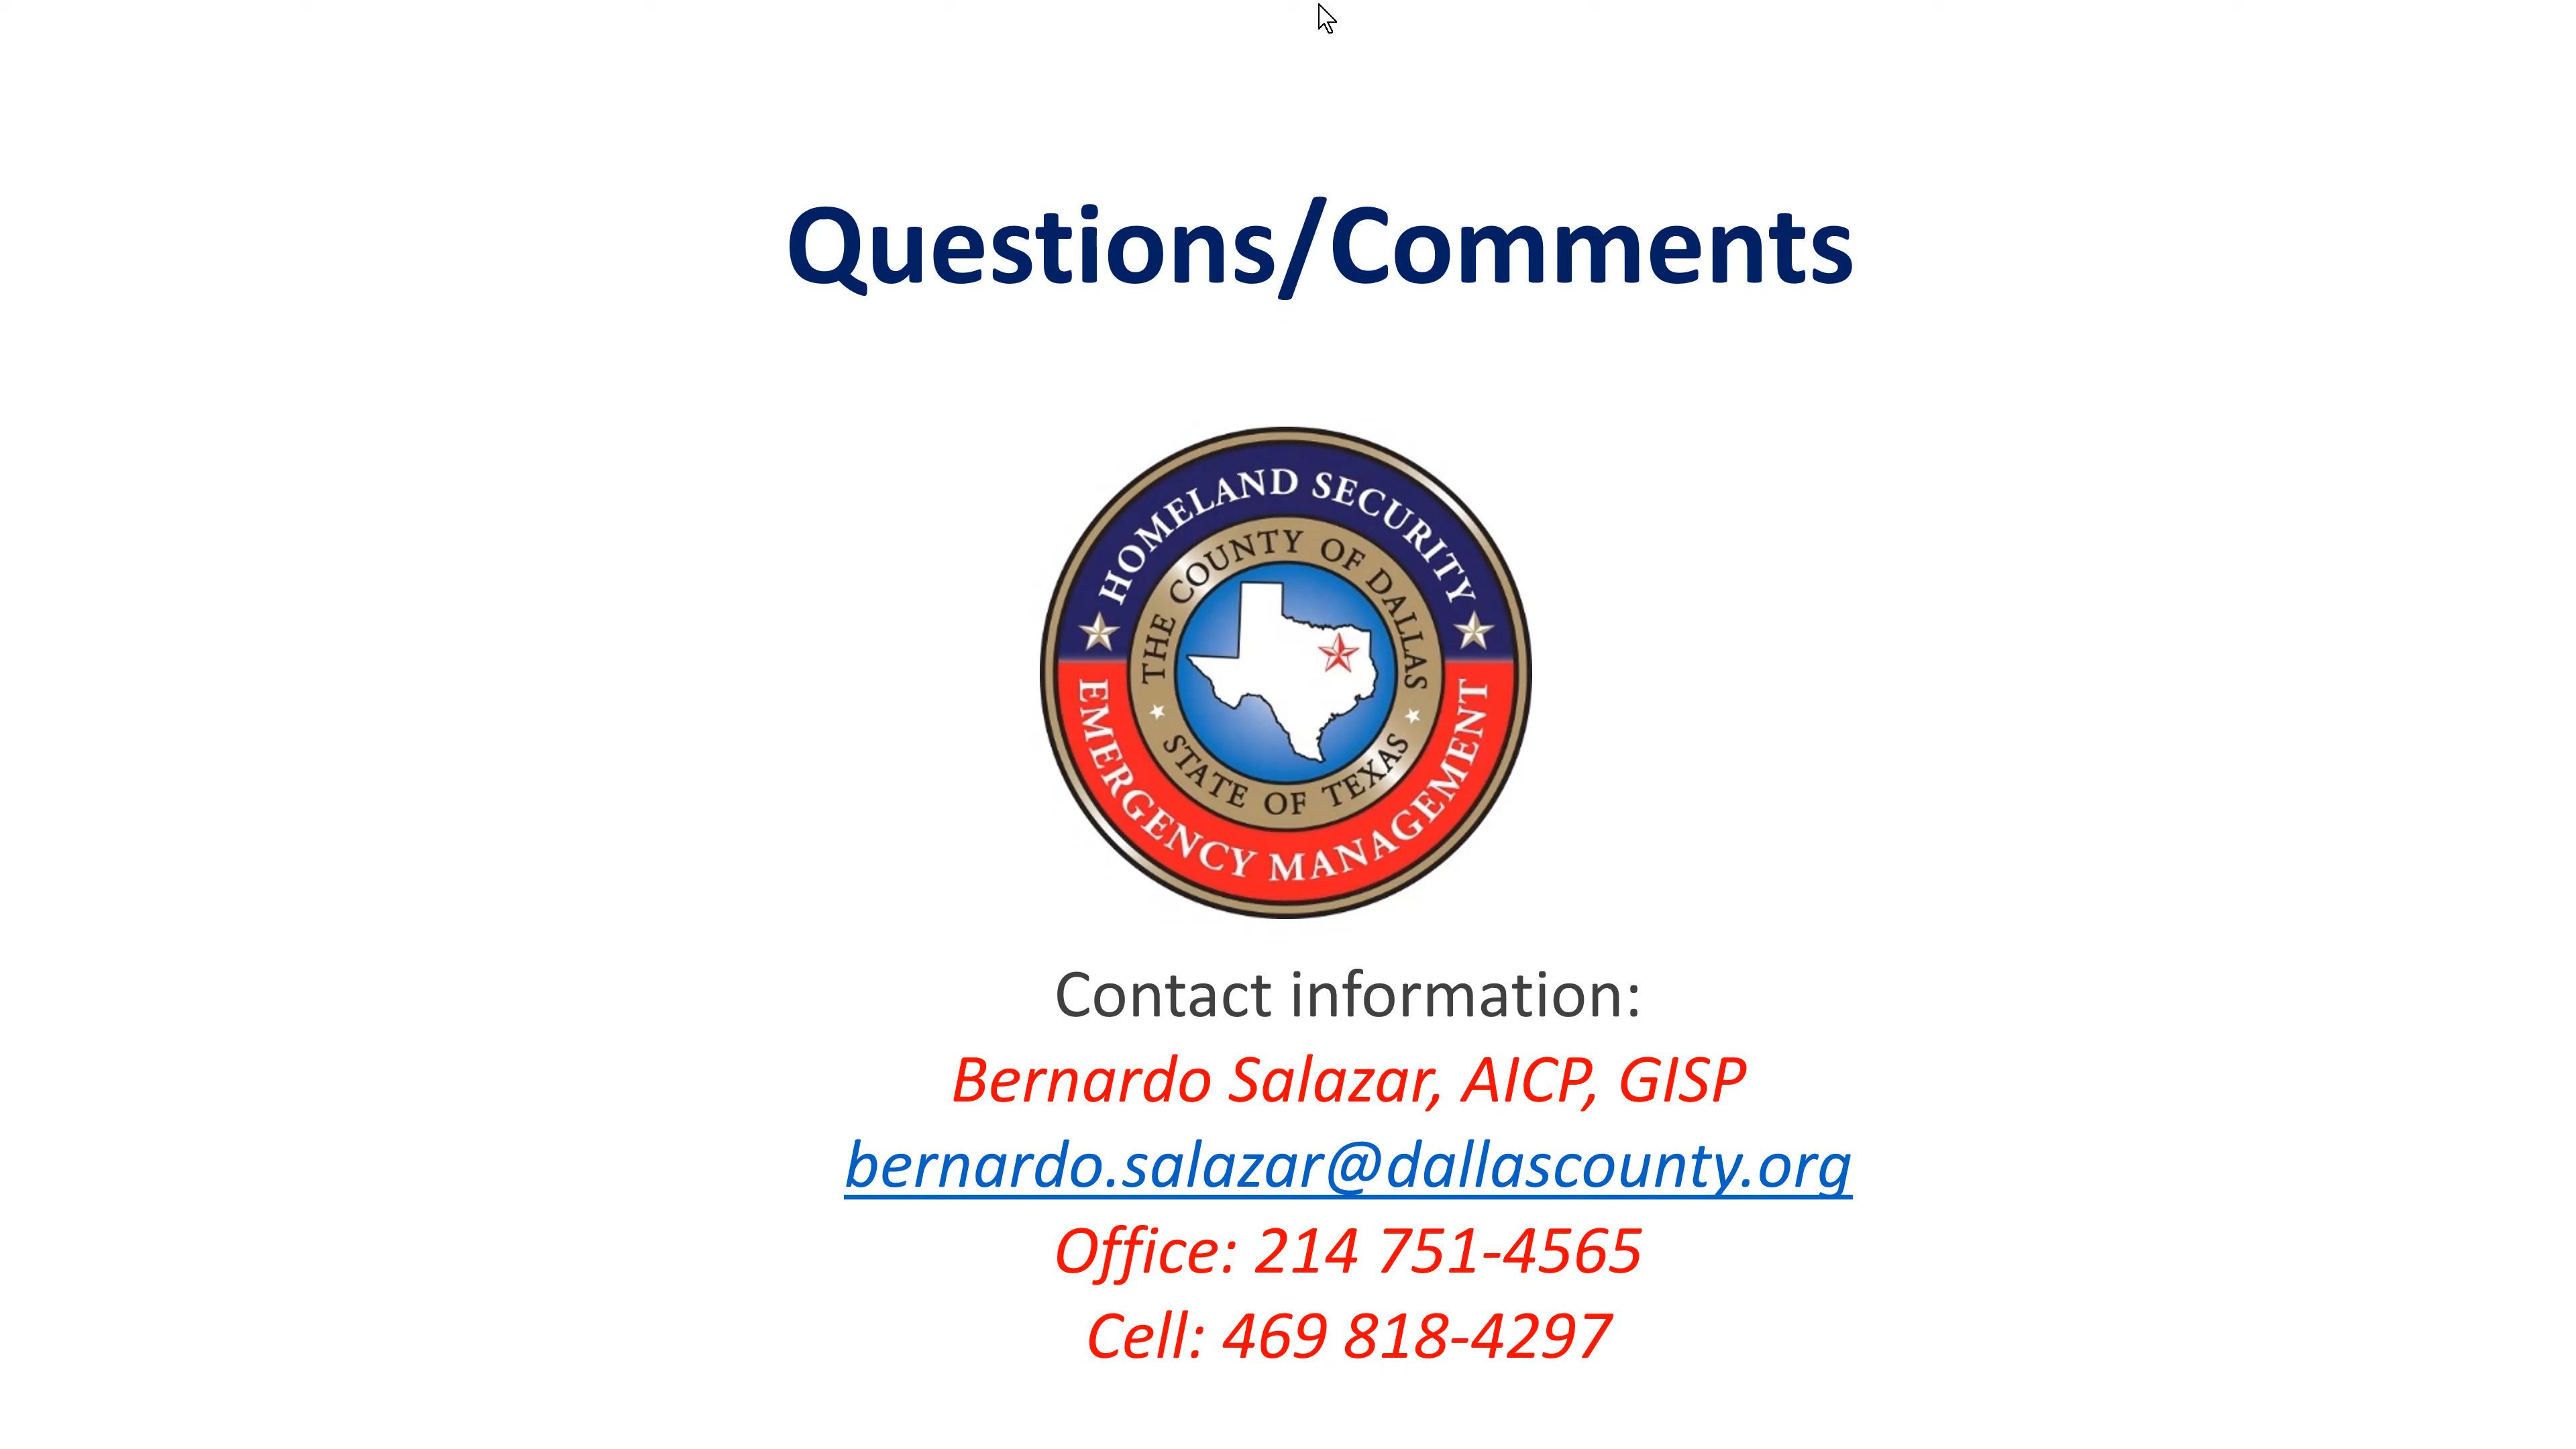 Questions/Comments
HOMELAND SECURITY
THE COUNTY OF DALLAS
STATE OF TEXAS
EMERGENCY MANAGEMENT
Contact information:
Bernardo Salazar, AICP, GISP
bernardo.salazar@dallascounty.org
Office: 214 751-4565
Cell: 469 818-4297